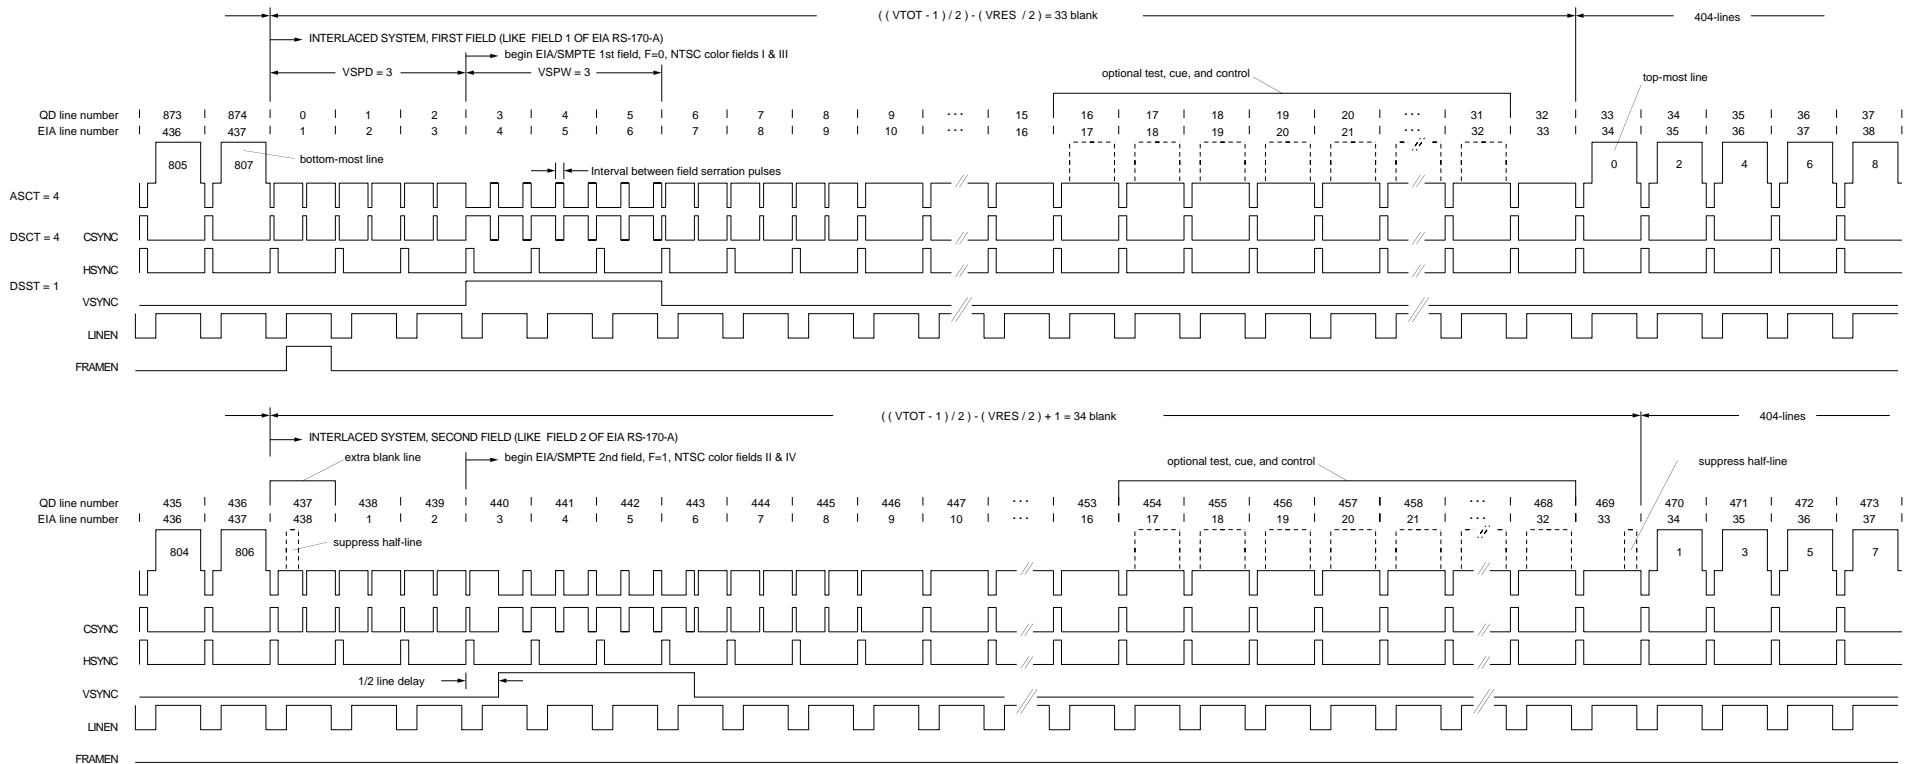 ( ( VTOT - 1 ) / 2 ) - ( VRES / 2 ) = 33 blank 404-lines
INTERLACED SYSTEM, FIRST FIELD (LIKE FIELD 1 OF EIA RS-170-A)
begin EIA/SMPTE 1st field, F=0, NTSC color fields I & III
VSPD = 3 VSPW = 3 optional test, cue, and control top-most line
QD line number 873 874 0 1 2 3 4 5 6 7 8 9 ... 15 16 17 18 19 20 ... 31 32 33 34 35 36 37
EIA line number 436 437 1 2 3 4 5 6 7 8 9 10 ... 16 17 18 19 20 21 ... 32 33 34 35 36 37 38
805 807 bottom-most line 0 2 4 6 8
Interval between field serration pulses
ASCT = 4
DSCT = 4 CSYNC
HSYNC
DSST = 1
VSYNC
LINEN
FRAMEN
( ( VTOT - 1 ) / 2 ) - ( VRES / 2 ) + 1 = 34 blank 404-lines
INTERLACED SYSTEM, SECOND FIELD (LIKE FIELD 2 OF EIA RS-170-A)
extra blank line begin EIA/SMPTE 2nd field, F=1, NTSC color fields II & IV optional test, cue, and control suppress half-line
QD line number 435 436 437 438 439 440 441 442 443 444 445 446 447 ... 453 454 455 456 457 458 ... 468 469 470 471 472 473
EIA line number 436 437 438 1 2 3 4 5 6 7 8 9 10 ... 16 17 18 19 20 21 ... 32 33 34 35 36 37
804 806 suppress half-line 1 3 5 7
CSYNC
HSYNC
1/2 line delay
VSYNC
LINEN
FRAMEN